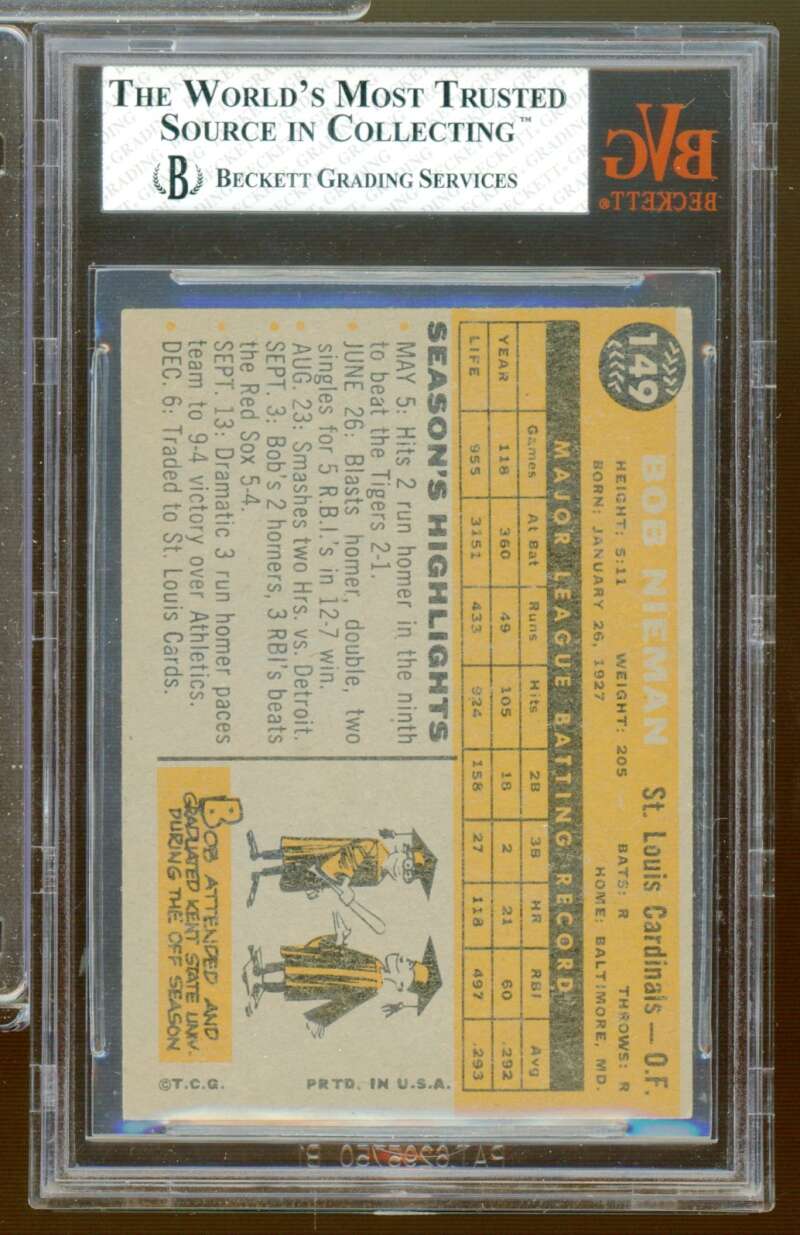 THE WORLD'S MOST TRUSTED
SOURCE IN COLLECTING™
B BECKETT GRADING SERVICES
BVG
BECKETT®
149
BOB NIEMAN St. Louis Cardinals — O.F.
HEIGHT: 5:11 WEIGHT: 205 BATS: R THROWS: R
BORN: JANUARY 26, 1927 HOME: BALTIMORE, MD.
MAJOR LEAGUE BATTING RECORD
Games At Bat Runs Hits 2B 3B HR RBI Avg
YEAR 118 360 49 105 18 2 21 60 .292
LIFE 955 3151 433 924 158 27 118 497 .293
SEASON'S HIGHLIGHTS
• MAY 5: Hits 2 run homer in the ninth
to beat the Tigers 2-1.
• JUNE 26: Blasts homer, double, two
singles for 5 R.B.I.'s in 12-7 win.
• AUG. 23: Smashes two Hrs. vs. Detroit.
• SEPT. 3: Bob's 2 homers, 3 RBI's beats
the Red Sox 5-4.
• SEPT. 13: Dramatic 3 run homer paces
team to 9-4 victory over Athletics.
• DEC. 6: Traded to St. Louis Cards.
BOB ATTENDED AND
GRADUATED KENT STATE UNIV.
DURING THE OFF SEASON
©T.C.G. PRTD. IN U.S.A.